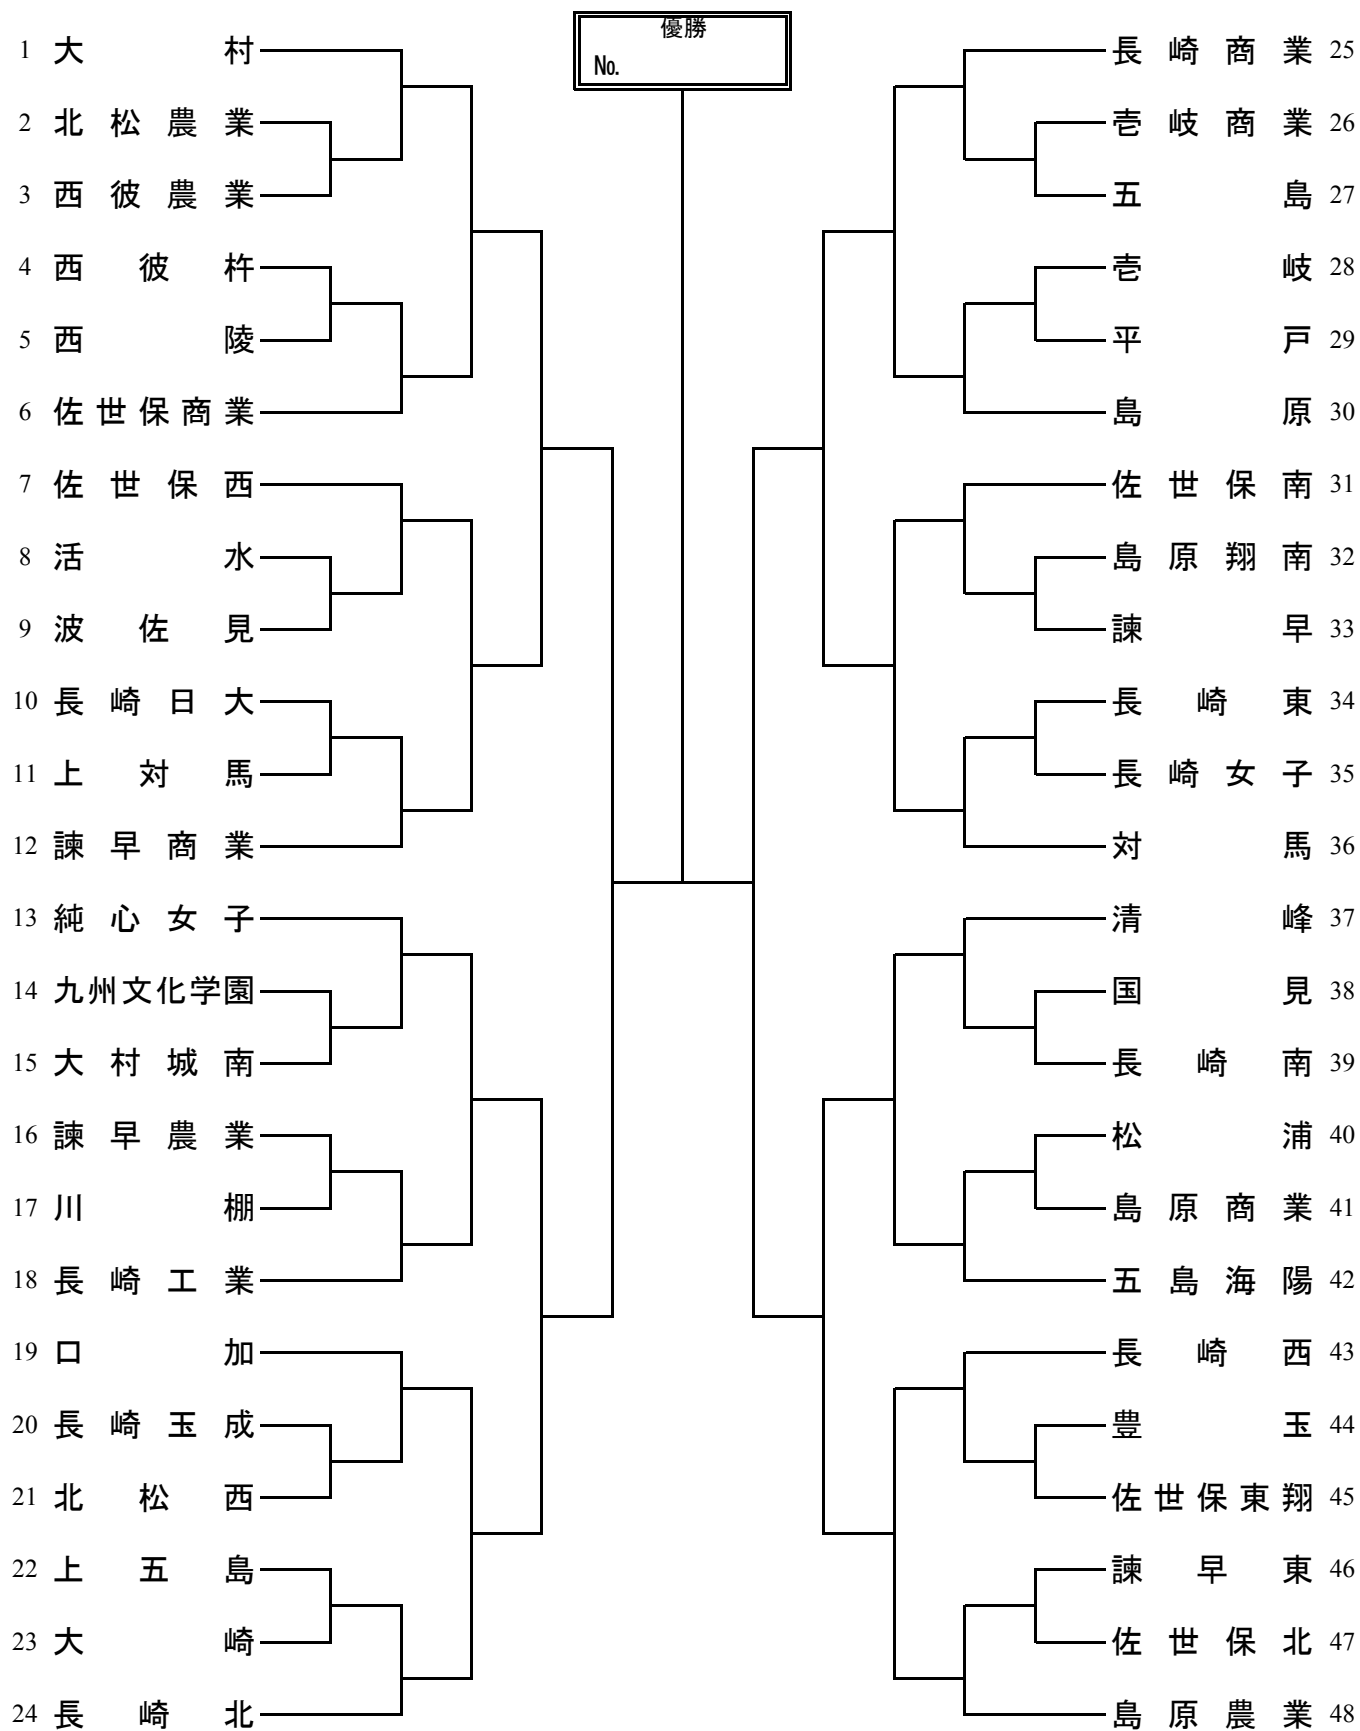 優勝
№
1 大村
2 北松農業
3 西彼農業
4 西彼杵
5 西陵
6 佐世保商業
7 佐世保西
8 活水
9 波佐見
10 長崎日大
11 上対馬
12 諫早商業
13 純心女子
14 九州文化学園
15 大村城南
16 諫早農業
17 川棚
18 長崎工業
19 口加
20 長崎玉成
21 北松西
22 上五島
23 大崎
24 長崎北
長崎商業 25
壱岐商業 26
五島 27
壱岐 28
平戸 29
島原 30
佐世保南 31
島原翔南 32
諫早 33
長崎東 34
長崎女子 35
対馬 36
清峰 37
国見 38
長崎南 39
松浦 40
島原商業 41
五島海陽 42
長崎西 43
豊玉 44
佐世保東翔 45
諫早東 46
佐世保北 47
島原農業 48